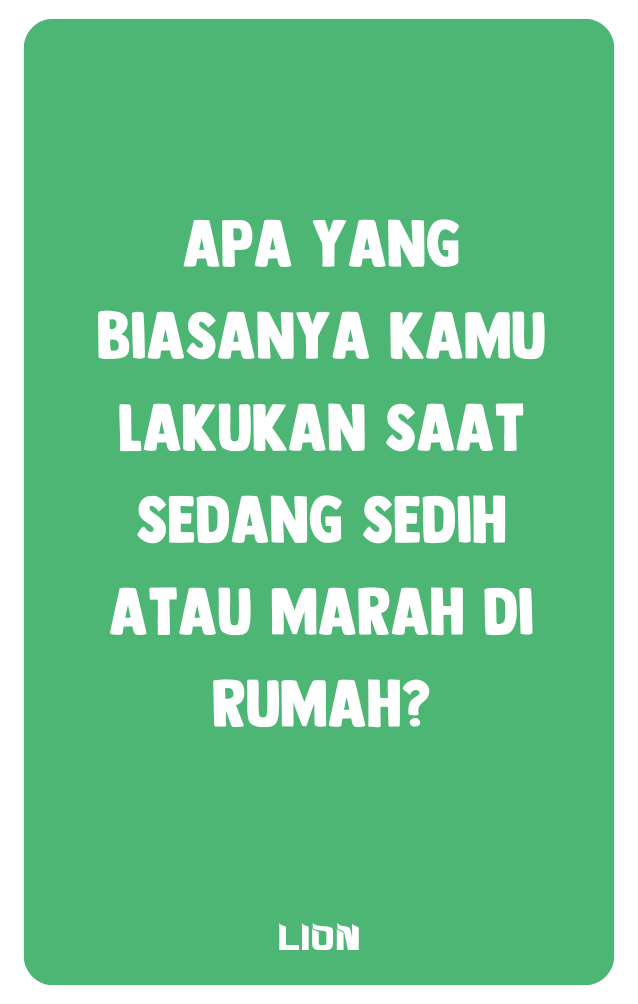 APA YANG
BIASANYA KAMU
LAKUKAN SAAT
SEDANG SEDIH
ATAU MARAH DI
RUMAH?
LION